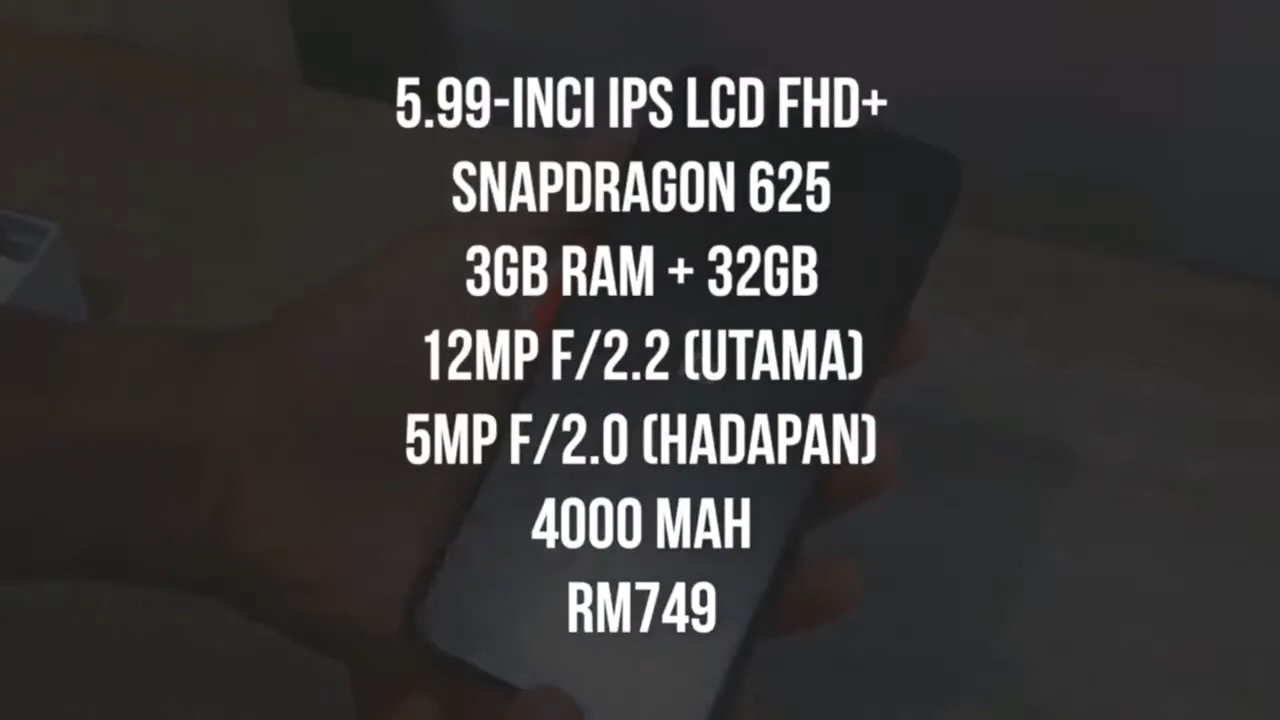 5.99-INCI IPS LCD FHD+
SNAPDRAGON 625
3GB RAM + 32GB
12MP F/2.2 (UTAMA)
5MP F/2.0 (HADAPAN)
4000 MAH
RM749